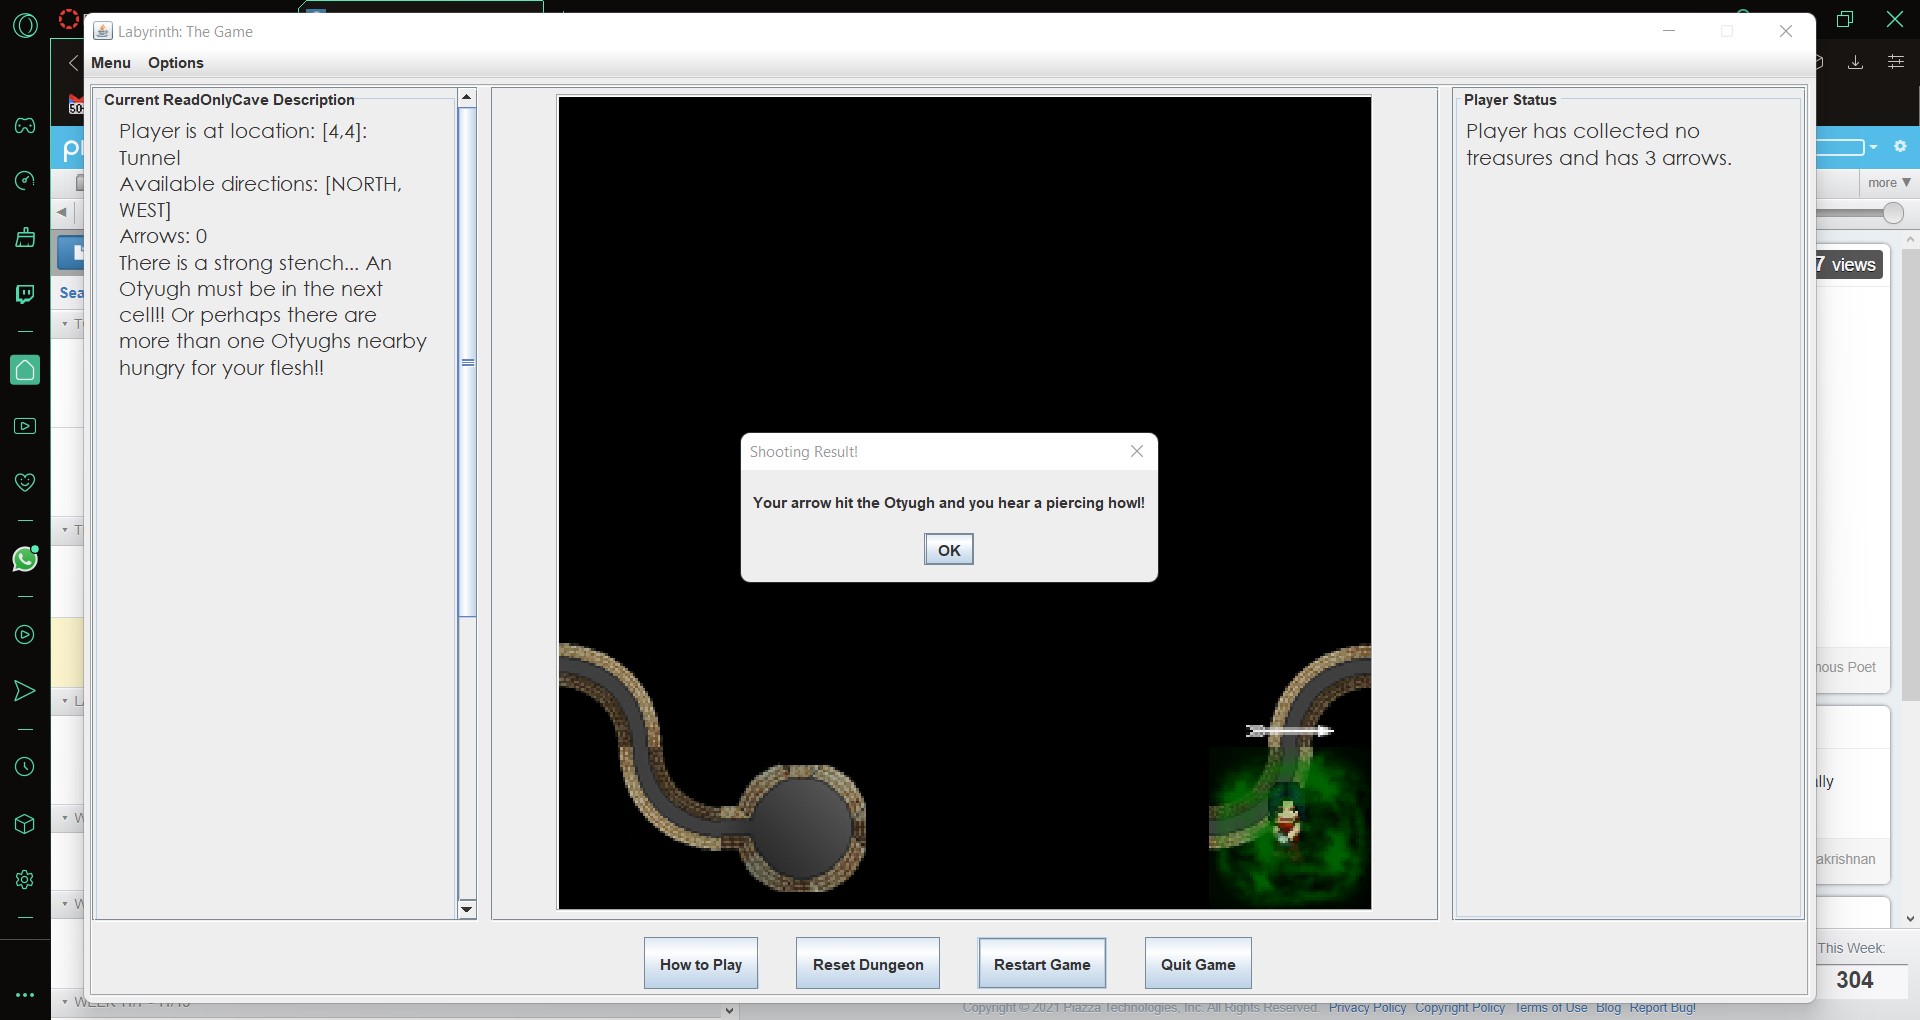 Labyrinth: The Game
Menu Options
Current ReadOnlyCave Description
Player is at location: [4,4]:
Tunnel
Available directions: [NORTH,
WEST]
Arrows: 0
There is a strong stench... An
Otyugh must be in the next
cell!! Or perhaps there are
more than one Otyughs nearby
hungry for your flesh!!
Shooting Result!
Your arrow hit the Otyugh and you hear a piercing howl!
OK
Player Status
Player has collected no
treasures and has 3 arrows.
How to Play
Reset Dungeon
Restart Game
Quit Game
more
7 views
Poet
This Week:
304
Copyright © 2021 Piazza Technologies, Inc. All Rights Reserved. Privacy Policy Copyright Policy Terms of Use Blog Report Bug!